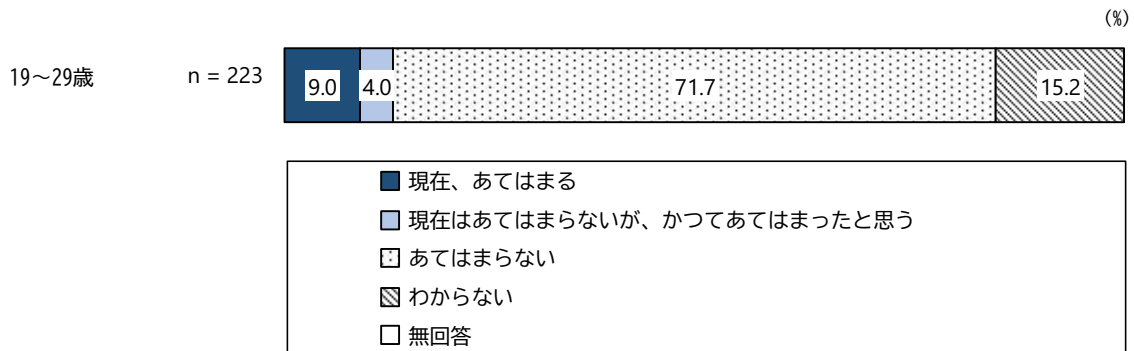 (%)
19～29歳 n = 223 9.0 4.0 71.7 15.2
現在、あてはまる
現在はあてはまらないが、かつてあてはまったと思う
あてはまらない
わからない
無回答